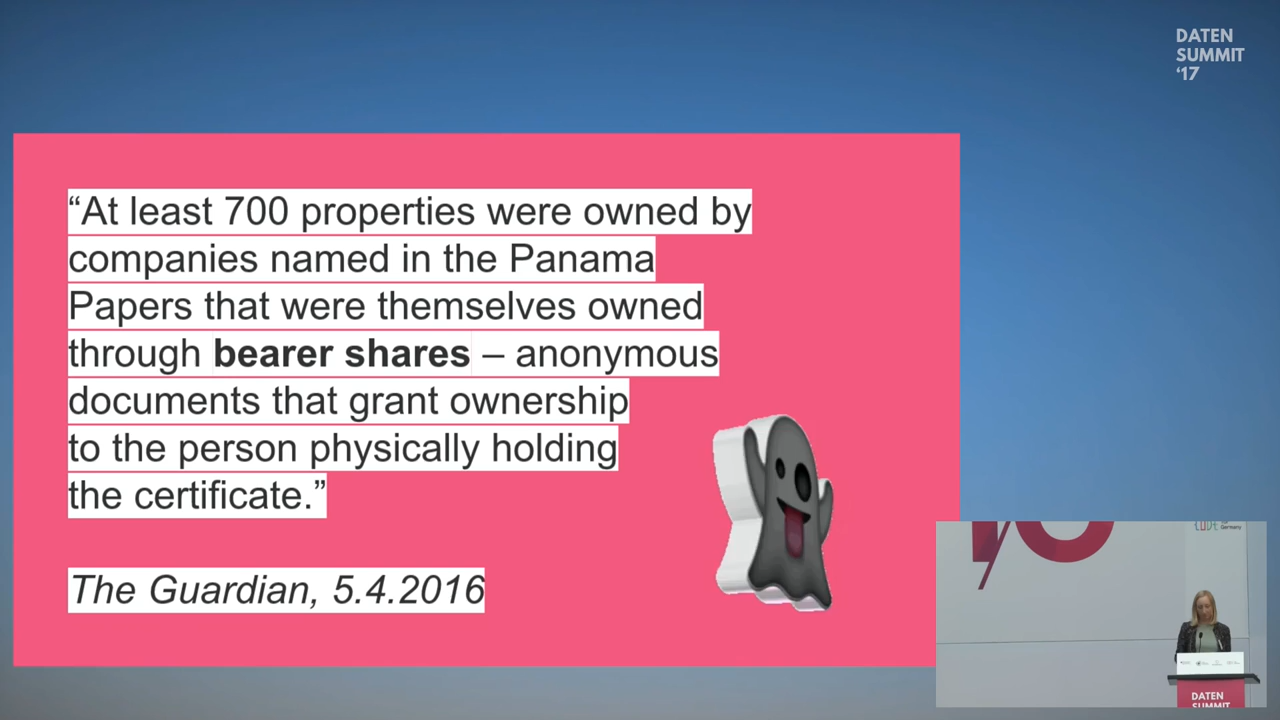 DATEN
SUMMIT
‘17
“At least 700 properties were owned by
companies named in the Panama
Papers that were themselves owned
through bearer shares – anonymous
documents that grant ownership
to the person physically holding
the certificate.”
The Guardian, 5.4.2016
Germany
DATEN
SUMMIT